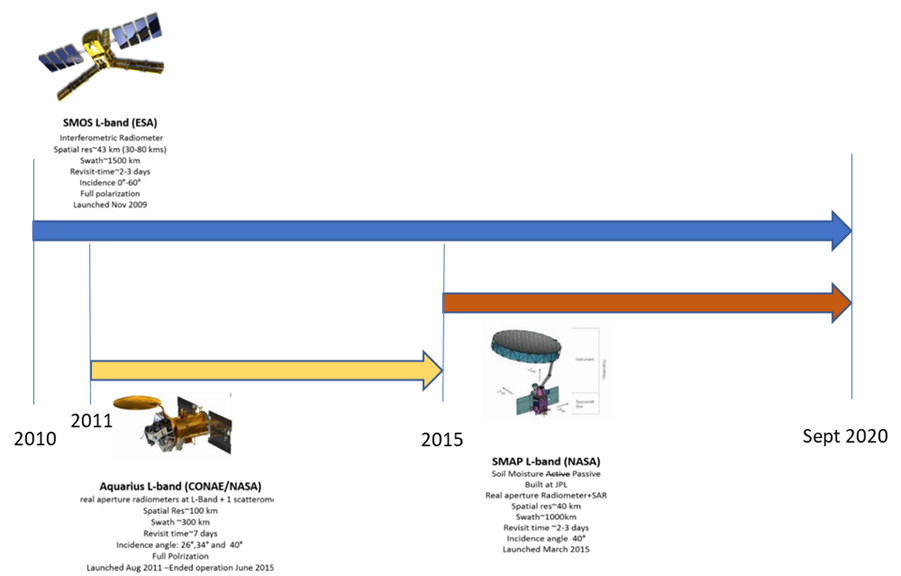 SMOS L-band (ESA)
Interferometric Radiometer
Spatial res~43 km (30-80 kms)
Swath~1500 km
Revisit-time~2-3 days
Incidence 0°-60°
Full polarization
Launched Nov 2009
2010
2011
2015
Sept 2020
Aquarius L-band (CONAE/NASA)
real aperture radiometers at L-Band + 1 scatterom
Spatial Res~100 km
Swath ~300 km
Revisit time~7 days
Incidence angle: 26°,34° and 40°
Full Polrization
Launched Aug 2011 –Ended operation June 2015
Instrument
Spacecraft
Bus
SMAP L-band (NASA)
Soil Moisture Active Passive
Built at JPL
Real aperture Radiometer+SAR
Spatial res~40 km
Swath~1000km
Revisit time ~2-3 days
Incidence angle 40°
Launched March 2015